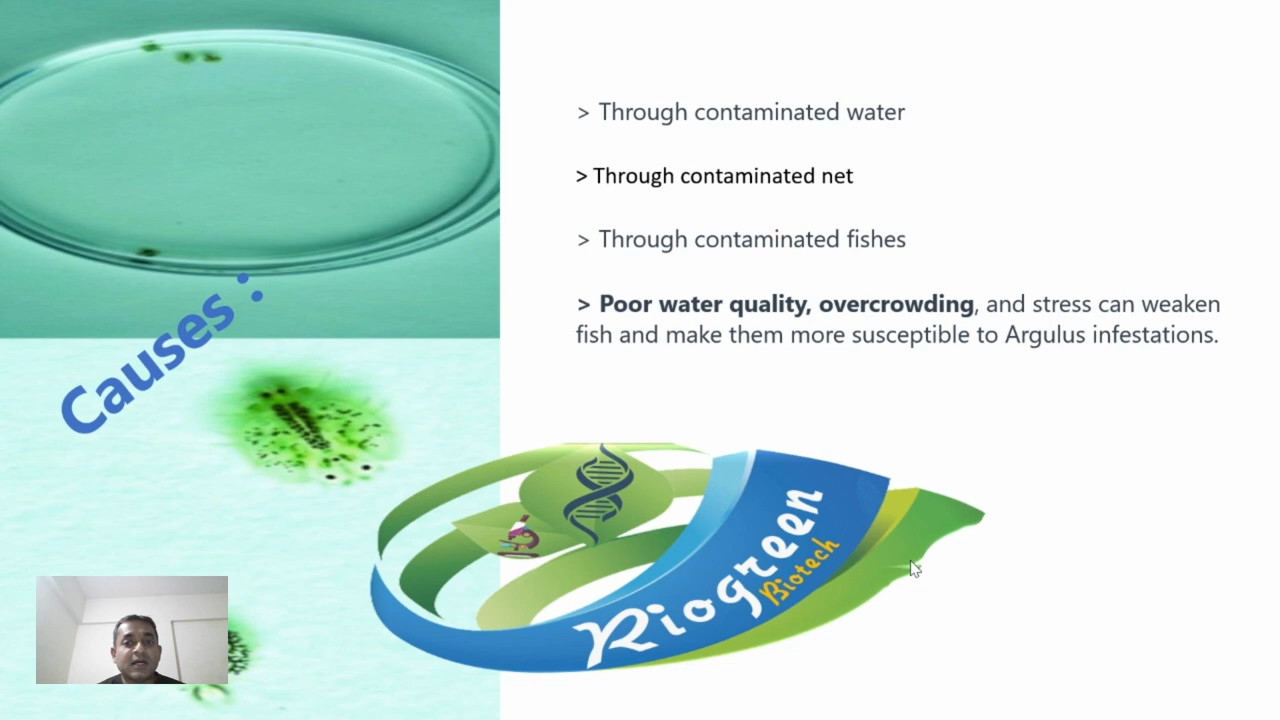 > Through contaminated water
> Through contaminated net
> Through contaminated fishes
Causes :
> Poor water quality, overcrowding, and stress can weaken
fish and make them more susceptible to Argulus infestations.
Riogreen
Biotech